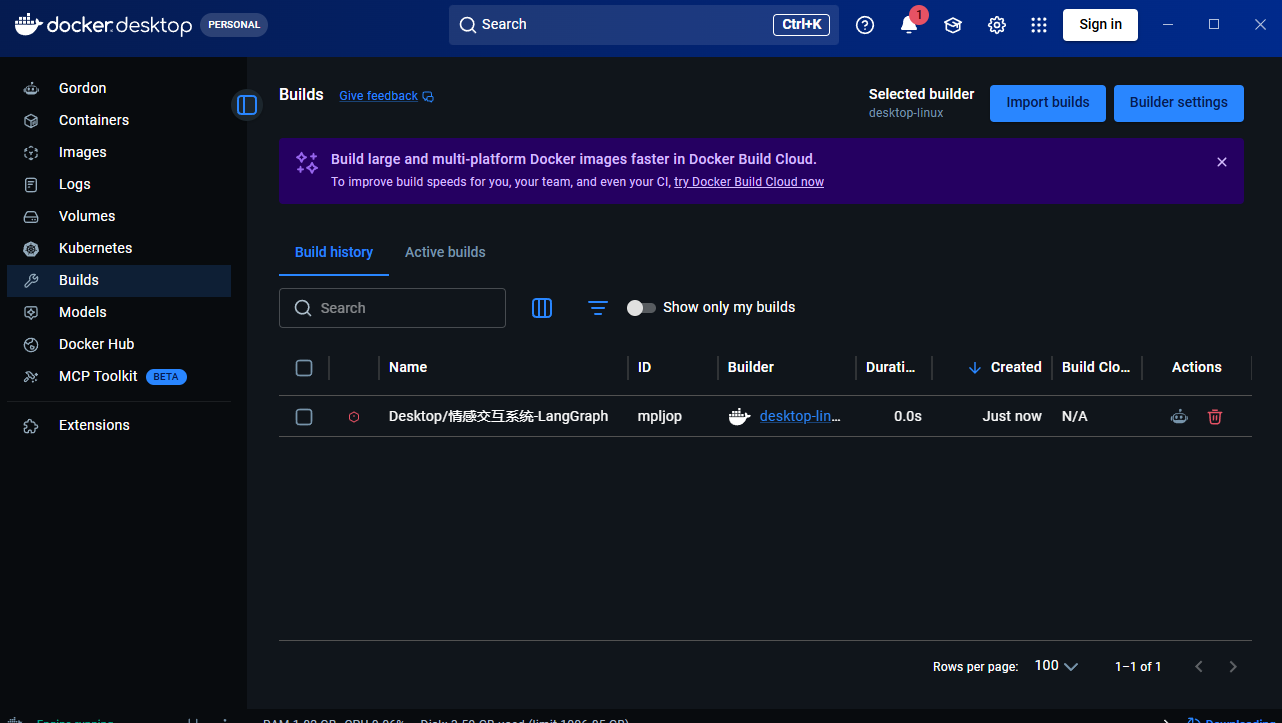 docker.desktop PERSONAL
Search Ctrl+K
1
Sign in
Gordon
Containers
Images
Logs
Volumes
Kubernetes
Builds
Models
Docker Hub
MCP Toolkit BETA
Extensions
Builds Give feedback
Selected builder
desktop-linux
Import builds
Builder settings
Build large and multi-platform Docker images faster in Docker Build Cloud.
To improve build speeds for you, your team, and even your CI, try Docker Build Cloud now
Build history Active builds
Search
Show only my builds
Name ID Builder Durati... Created Build Clo... Actions
Desktop/情感交互系统-LangGraph mpljop desktop-lin... 0.0s Just now N/A
Rows per page: 100 1–1 of 1